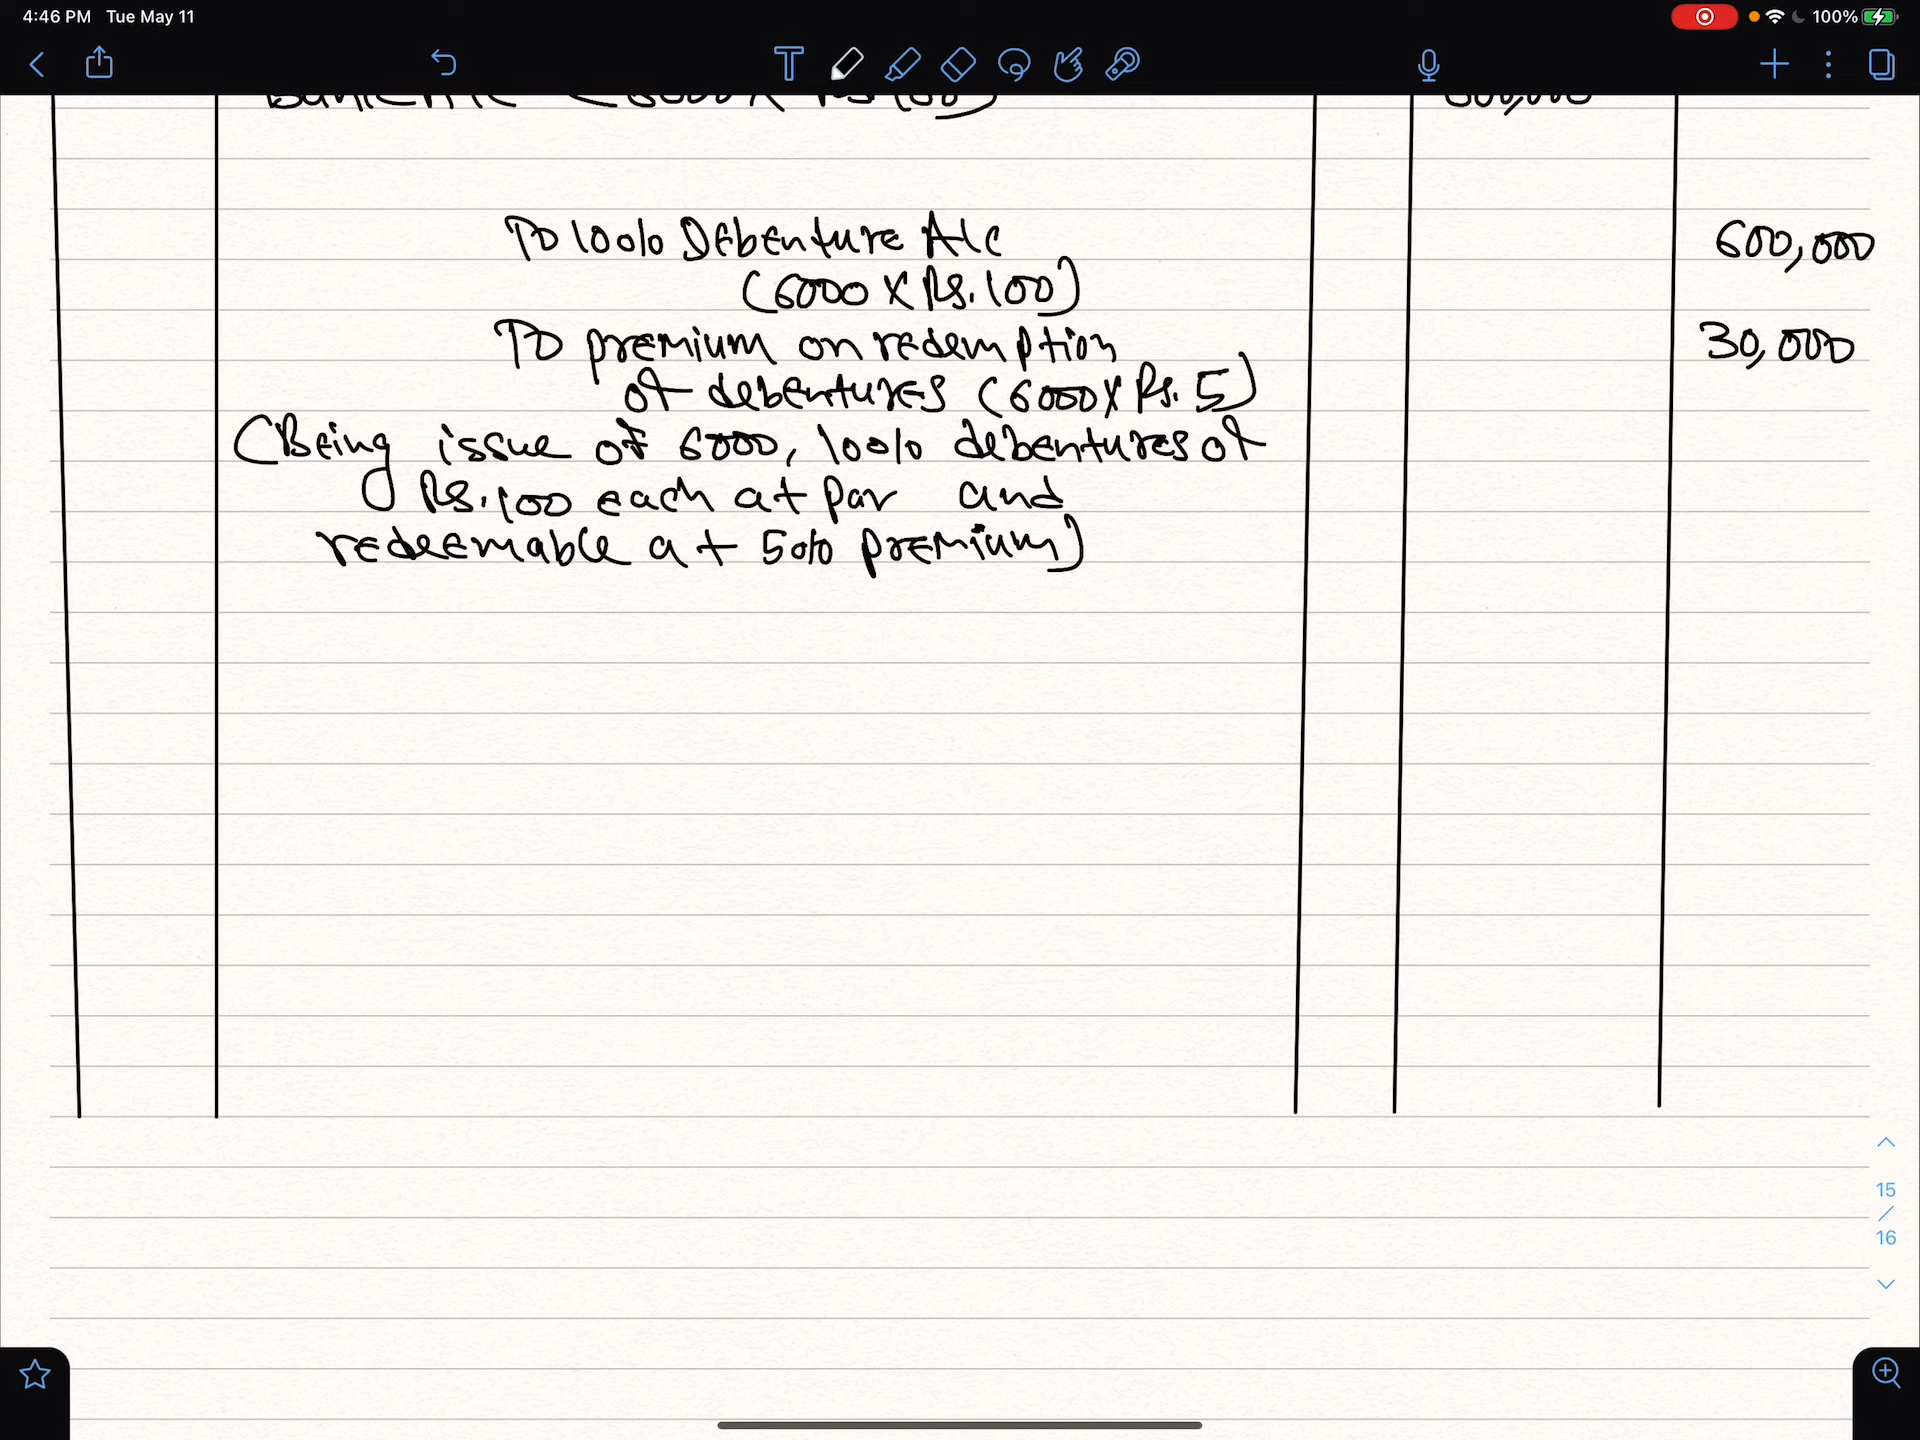 4:46 PM Tue May 11
100%
To 10% Debenture A/c 600,000
(6000 X Rs. 100)
To premium on redemption 30,000
of debentures (6000 X Rs. 5)
(Being issue of 6000, 10% debentures of
Rs. 100 each at par and
redeemable at 5% premium)
15
/
16